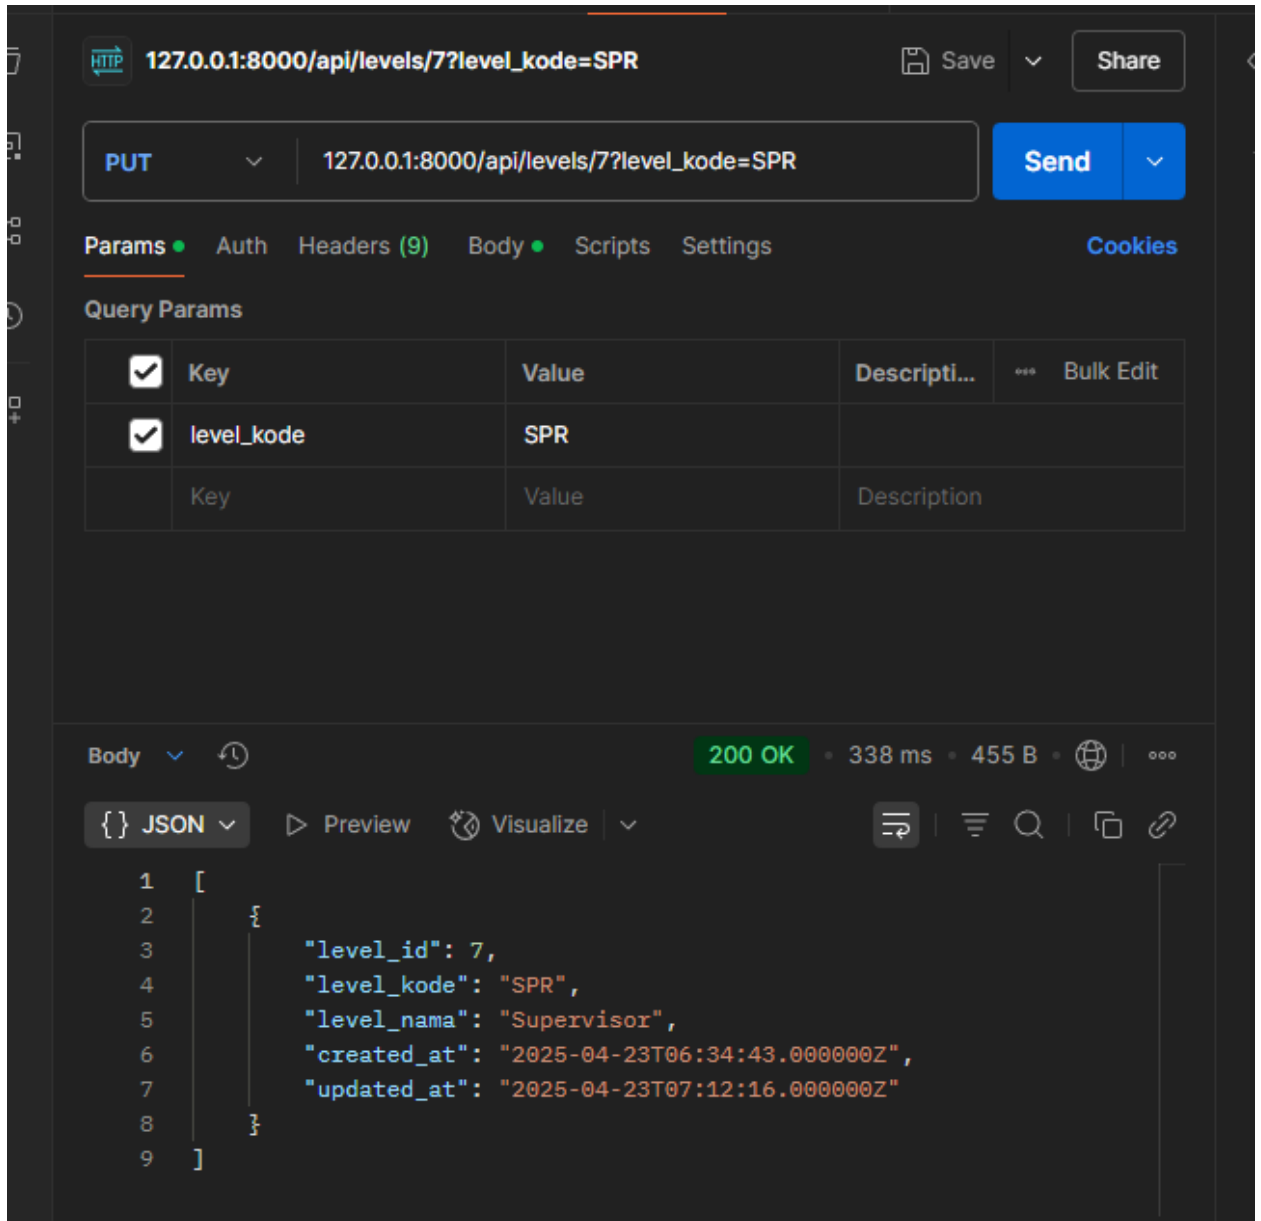 HTTP 127.0.0.1:8000/api/levels/7?level_kode=SPR Save Share
PUT 127.0.0.1:8000/api/levels/7?level_kode=SPR Send
Params Auth Headers (9) Body Scripts Settings Cookies
Query Params
Key Value Descripti... Bulk Edit
level_kode SPR
Key Value Description
Body 200 OK 338 ms 455 B
{} JSON Preview Visualize
1 [
2 {
3 "level_id": 7,
4 "level_kode": "SPR",
5 "level_nama": "Supervisor",
6 "created_at": "2025-04-23T06:34:43.000000Z",
7 "updated_at": "2025-04-23T07:12:16.000000Z"
8 }
9 ]